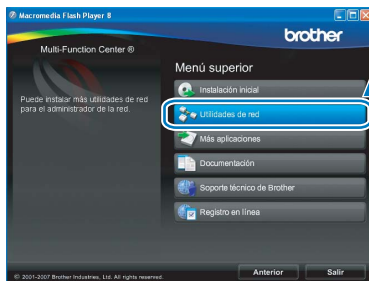 Macromedia Flash Player 8
brother
Multi-Function Center ®
Menú superior
Puede instalar más utilidades de red
para el administrador de la red.
Instalación inicial
Utilidades de red
Más aplicaciones
Documentación
Soporte técnico de Brother
Registro en línea
© 2001-2007 Brother Industries, Ltd. All rights reserved.
Anterior
Salir